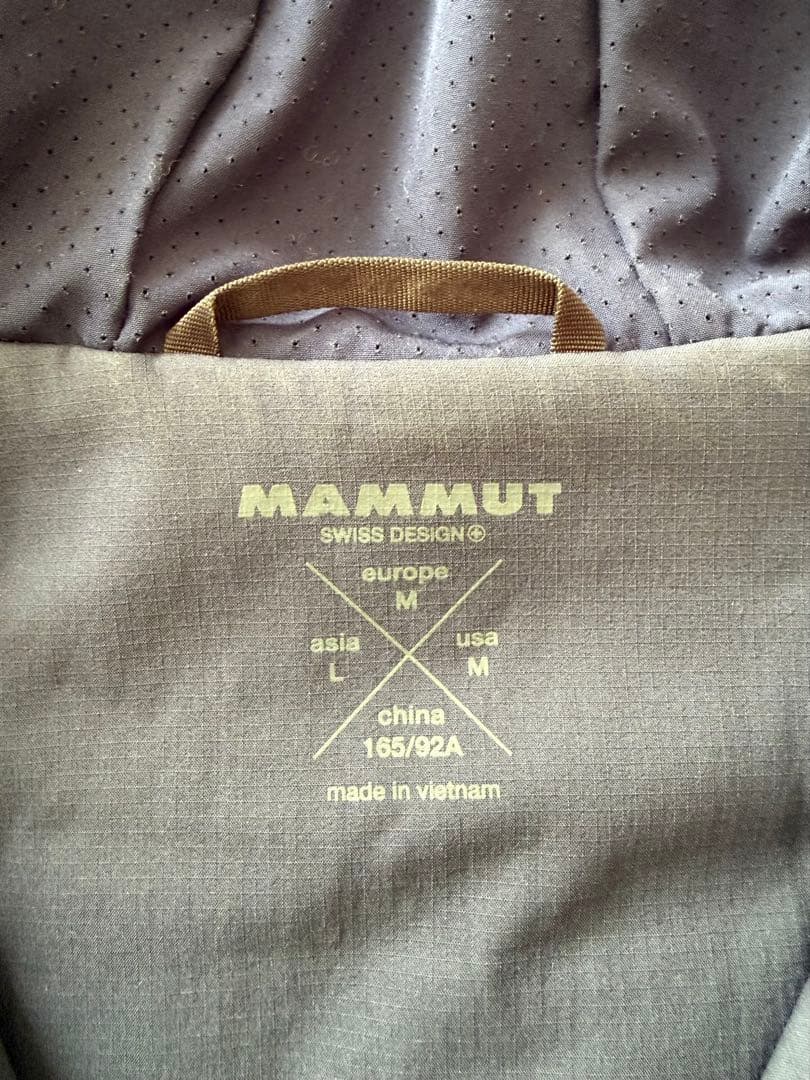 MAMMUT
SWISS DESIGN
europe
M
asia
usa
L
M
china
165/92A
made in vietnam